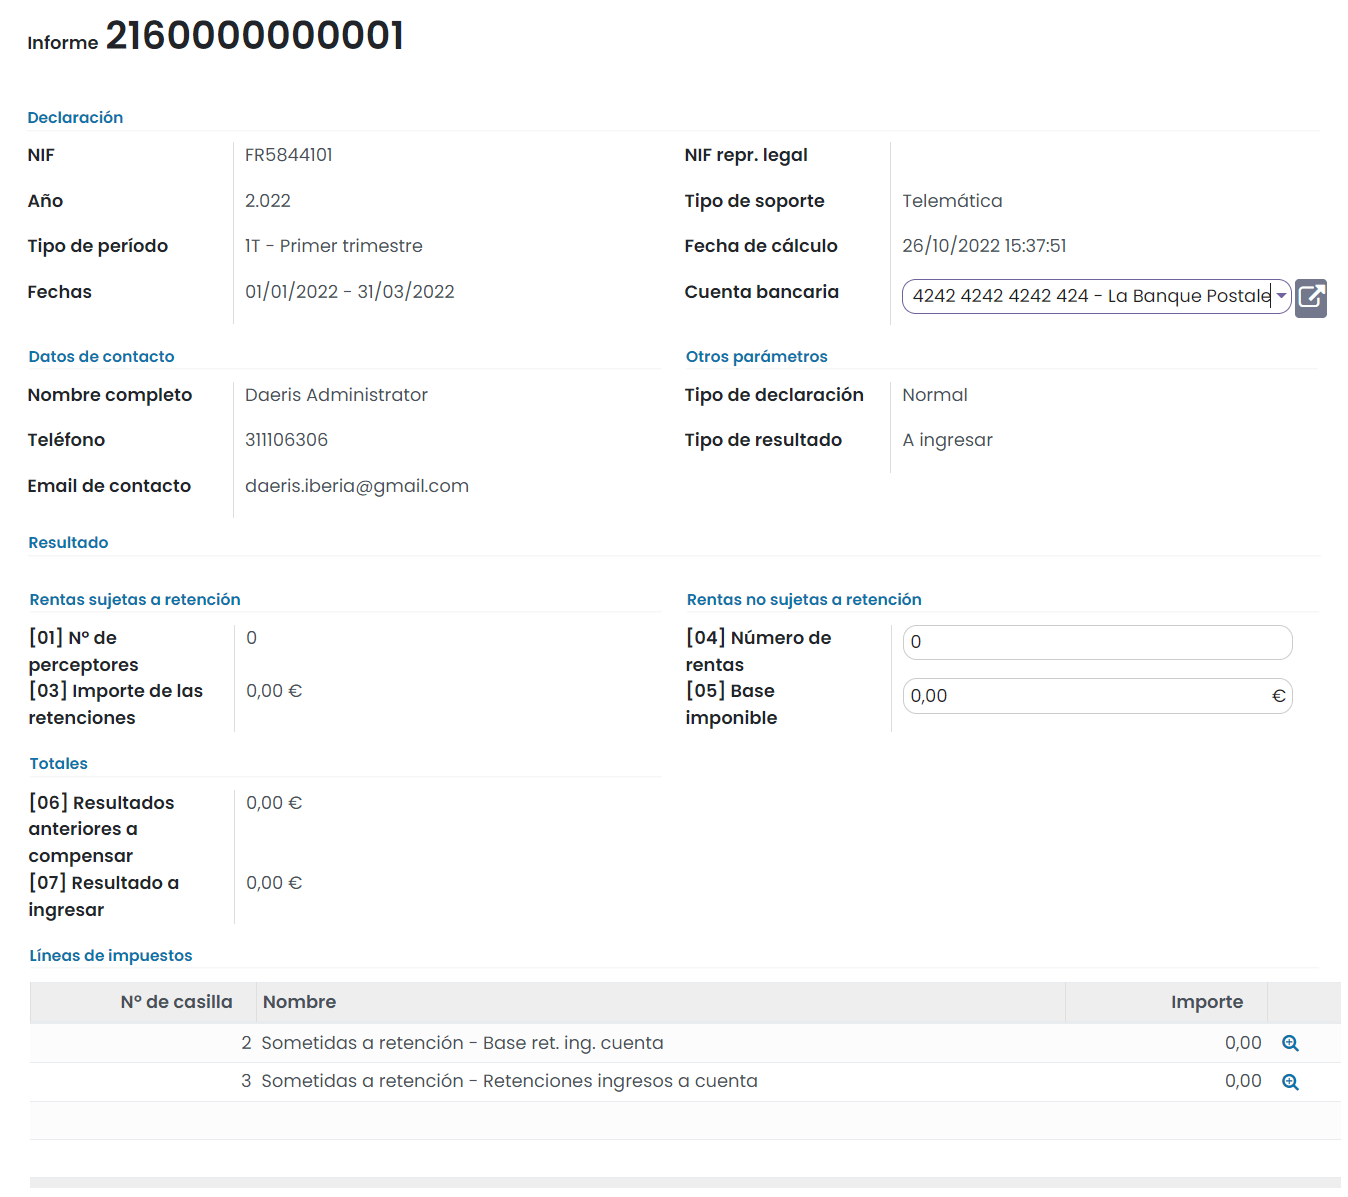 Informe 2160000000001
Declaración
NIF FR5844101 NIF repr. legal
Año 2.022 Tipo de soporte Telemática
Tipo de período 1T - Primer trimestre Fecha de cálculo 26/10/2022 15:37:51
Fechas 01/01/2022 - 31/03/2022 Cuenta bancaria 4242 4242 4242 424 - La Banque Postale
Datos de contacto Otros parámetros
Nombre completo Daeris Administrator Tipo de declaración Normal
Teléfono 311106306 Tipo de resultado A ingresar
Email de contacto daeris.iberia@gmail.com
Resultado
Rentas sujetas a retención Rentas no sujetas a retención
[01] Nº de 0 [04] Número de 0
perceptores rentas
[03] Importe de las 0,00 € [05] Base 0,00 €
retenciones imponible
Totales
[06] Resultados 0,00 €
anteriores a
compensar
[07] Resultado a 0,00 €
ingresar
Líneas de impuestos
Nº de casilla Nombre Importe
2 Sometidas a retención - Base ret. ing. cuenta 0,00
3 Sometidas a retención - Retenciones ingresos a cuenta 0,00